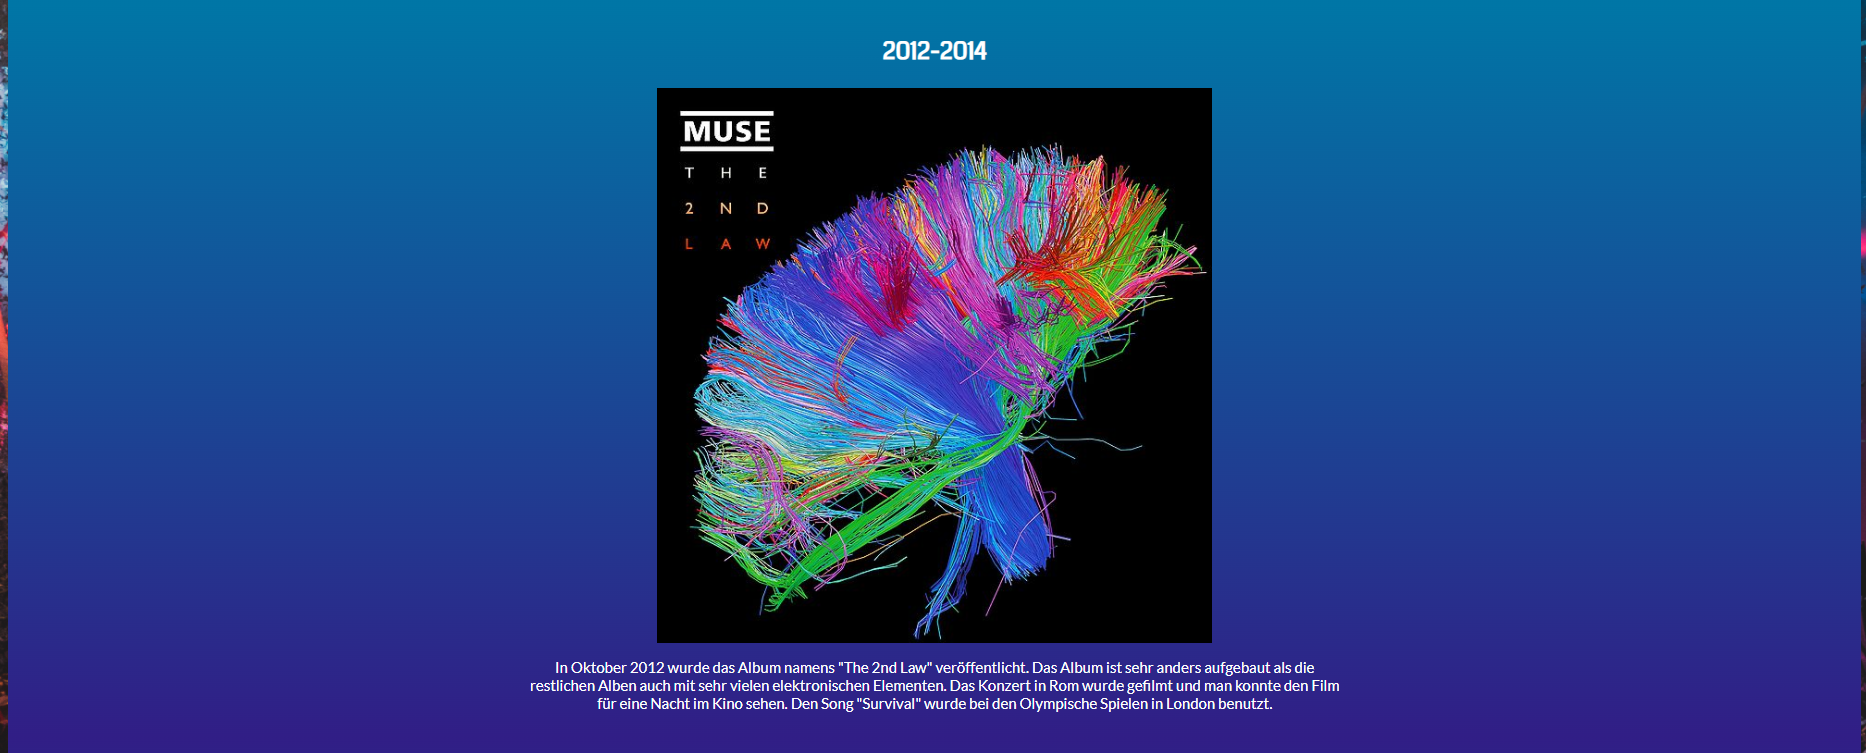 2012-2014
MUSE
THE
2ND
LAW
In Oktober 2012 wurde das Album namens "The 2nd Law" veröffentlicht. Das Album ist sehr anders aufgebaut als die
restlichen Alben auch mit sehr vielen elektronischen Elementen. Das Konzert in Rom wurde gefilmt und man konnte den Film
für eine Nacht im Kino sehen. Den Song "Survival" wurde bei den Olympische Spielen in London benutzt.